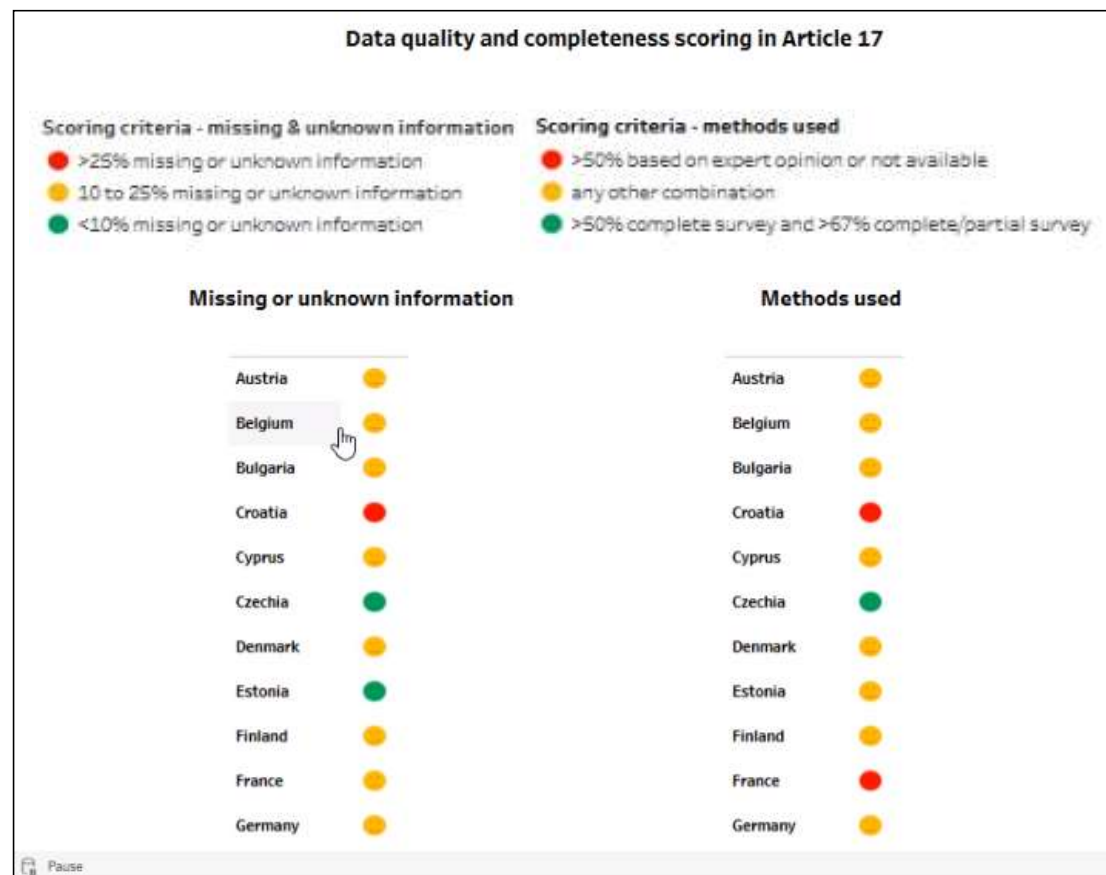 Data quality and completeness scoring in Article 17
Scoring criteria - missing & unknown information
>25% missing or unknown information
10 to 25% missing or unknown information
<10% missing or unknown information
Scoring criteria - methods used
>50% based on expert opinion or not available
any other combination
>50% complete survey and >67% complete/partial survey
Missing or unknown information
Austria
Belgium
Bulgaria
Croatia
Cyprus
Czechia
Denmark
Estonia
Finland
France
Germany
Methods used
Austria
Belgium
Bulgaria
Croatia
Cyprus
Czechia
Denmark
Estonia
Finland
France
Germany
Pause